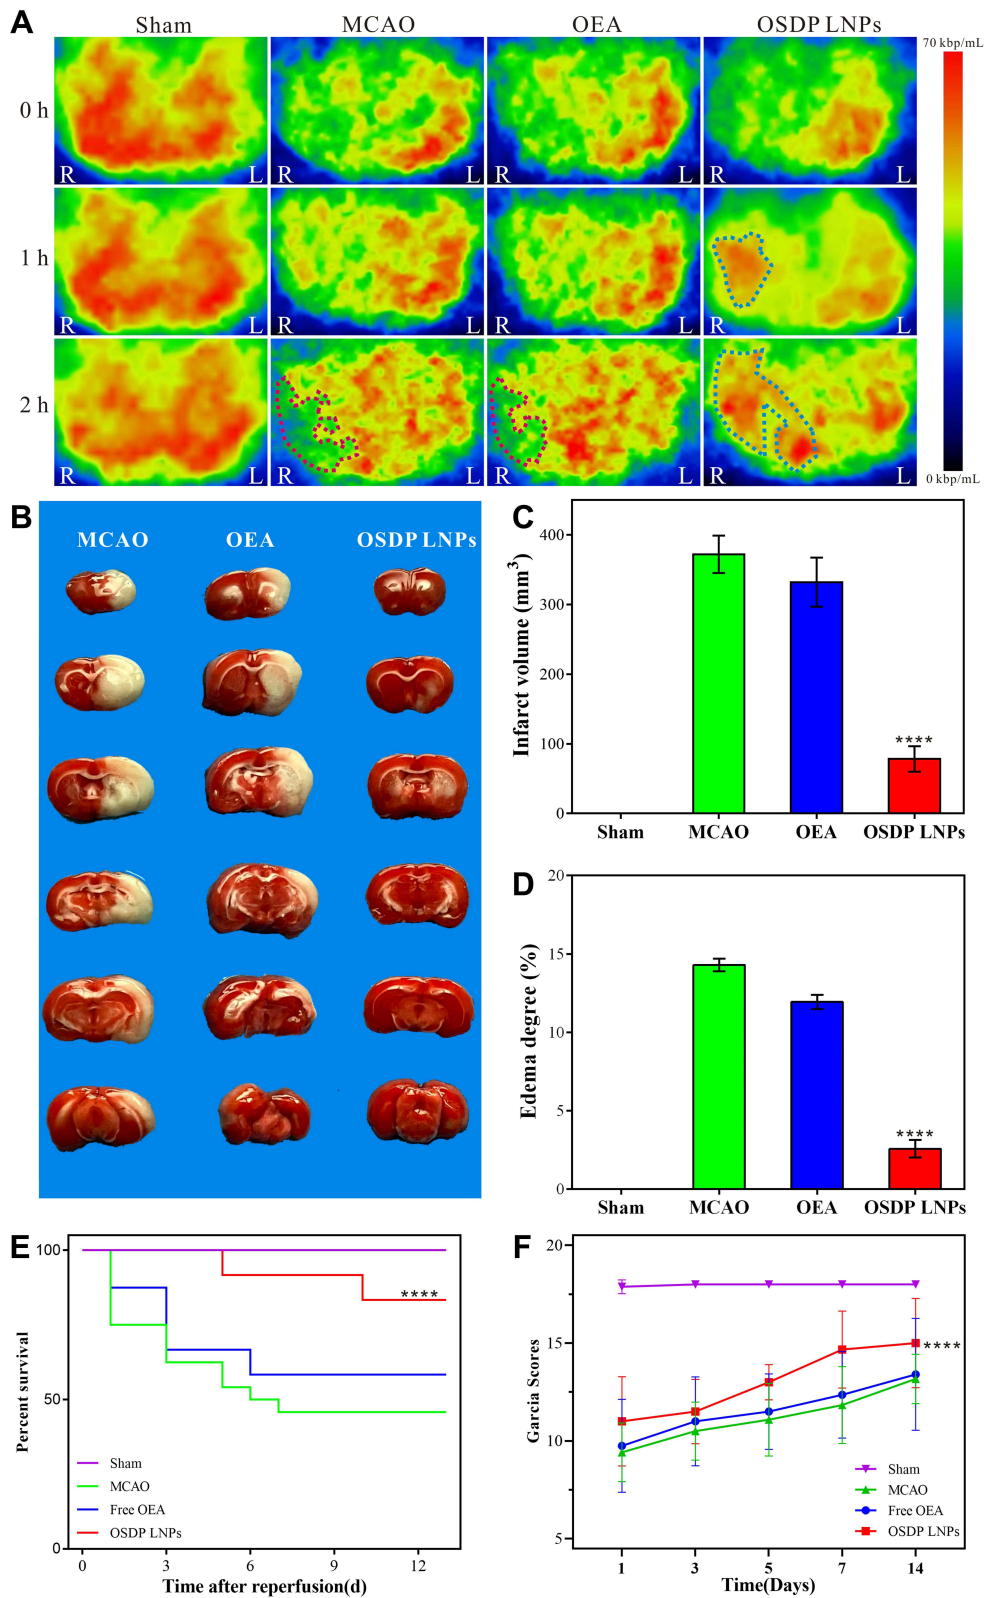 A
Sham MCAO OEA OSDP LNPs
70 kbp/mL
0 h
R L R L R L R L
1 h
R L R L R L R L
2 h
R L R L R L R L
0 kbp/mL
B
MCAO OEA OSDP LNPs
C
Infarct volume (mm³)
400
300
200
100
0
****
Sham MCAO OEA OSDP LNPs
D
Edema degree (%)
20
15
10
5
0
****
Sham MCAO OEA OSDP LNPs
E
Percent survival
100
50
0
****
Sham
MCAO
Free OEA
OSDP LNPs
0 3 6 9 12
Time after reperfusion(d)
F
Garcia Scores
20
15
10
5
****
Sham
MCAO
Free OEA
OSDP LNPs
1 3 5 7 14
Time(Days)